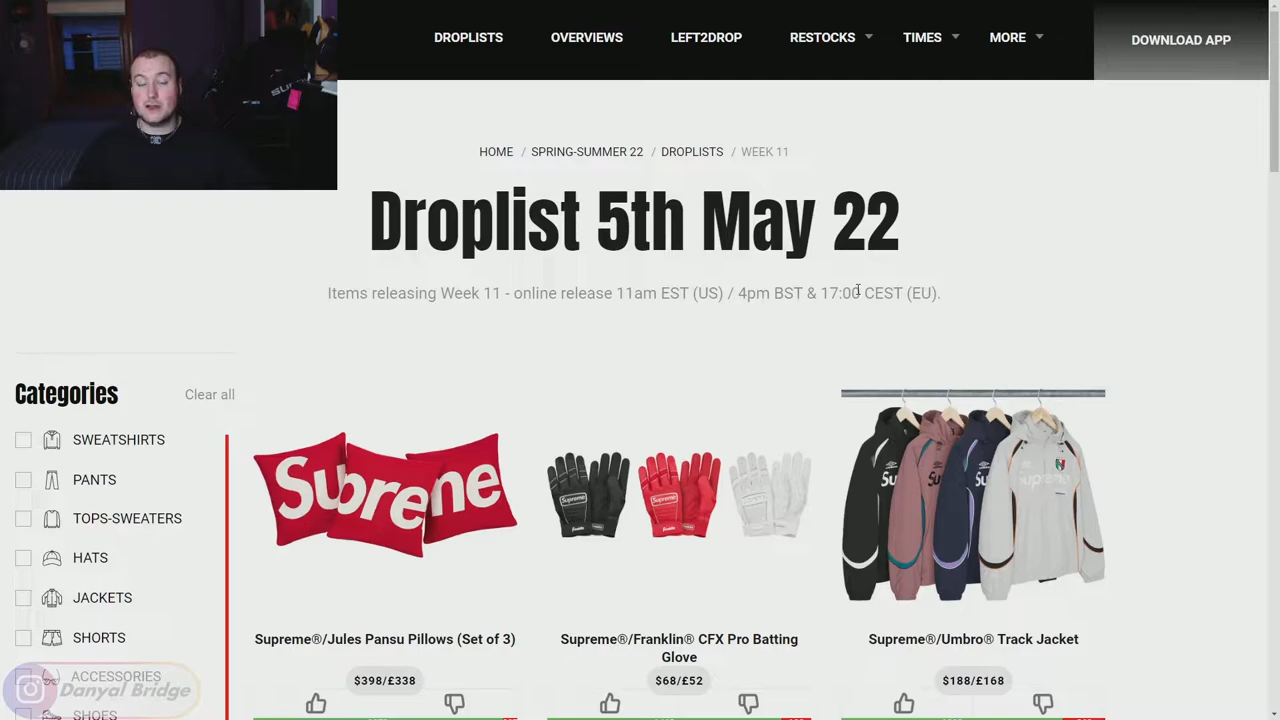 DROPLISTS OVERVIEWS LEFT2DROP RESTOCKS TIMES MORE DOWNLOAD APP
HOME / SPRING-SUMMER 22 / DROPLISTS / WEEK 11
Droplist 5th May 22
Items releasing Week 11 - online release 11am EST (US) / 4pm BST & 17:00 CEST (EU).
Categories Clear all
SWEATSHIRTS
PANTS
TOPS-SWEATERS
HATS
JACKETS
SHORTS
ACCESSORIES
SHOES
Danyal Bridge
Supreme
Supreme®/Jules Pansu Pillows (Set of 3)
$398/£338
Supreme®/Franklin® CFX Pro Batting
Glove
$68/£52
Supreme®/Umbro® Track Jacket
$188/£168